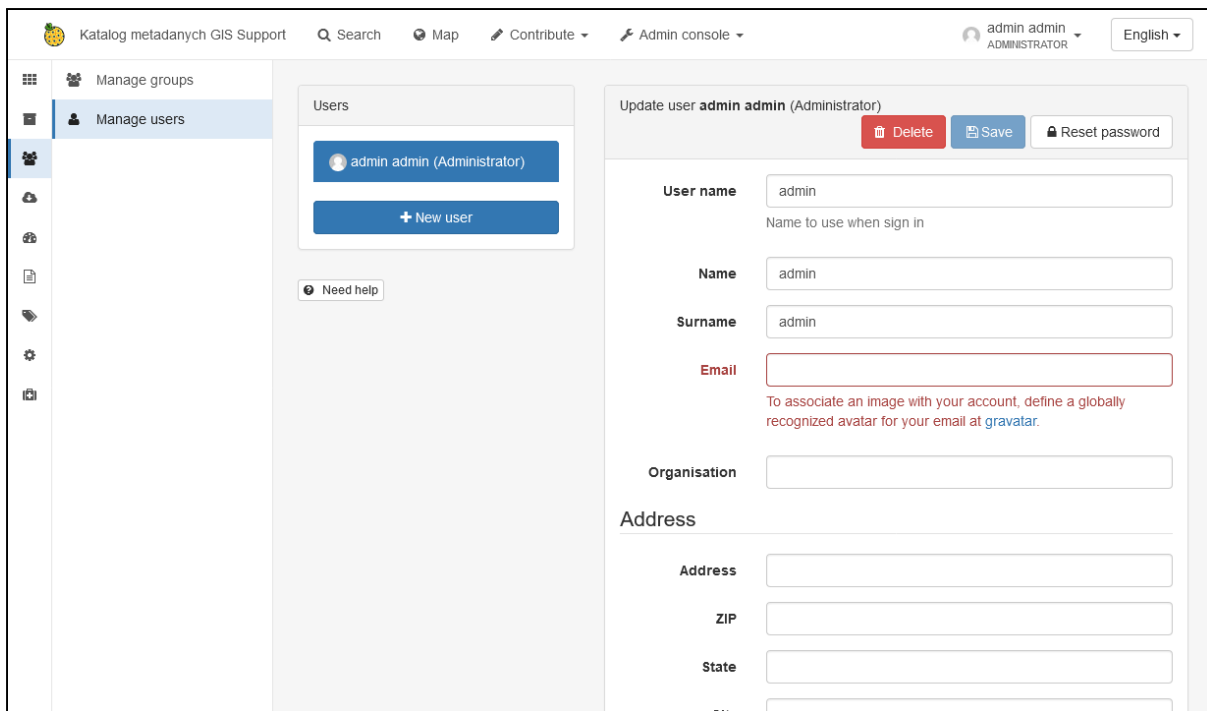 Katalog metadanych GIS Support Search Map Contribute Admin console admin admin ADMINISTRATOR English
Manage groups
Manage users
Users
admin admin (Administrator)
New user
Need help
Update user admin admin (Administrator)
Delete Save Reset password
User name admin
Name to use when sign in
Name admin
Surname admin
Email
To associate an image with your account, define a globally
recognized avatar for your email at gravatar.
Organisation
Address
Address
ZIP
State